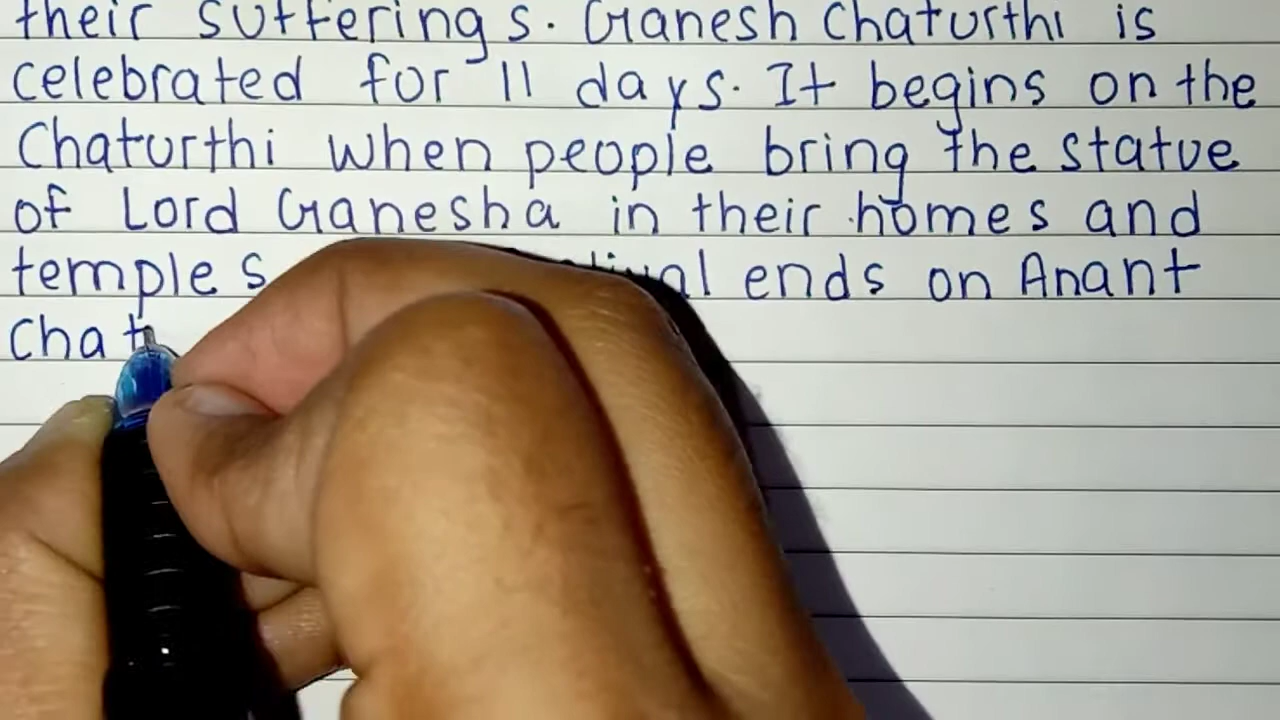 their sufferings. Ganesh Chaturthi is
celebrated for 11 days. It begins on the
Chaturthi when people bring the statue
of Lord Ganesha in their homes and
temples ends on Anant
Chat